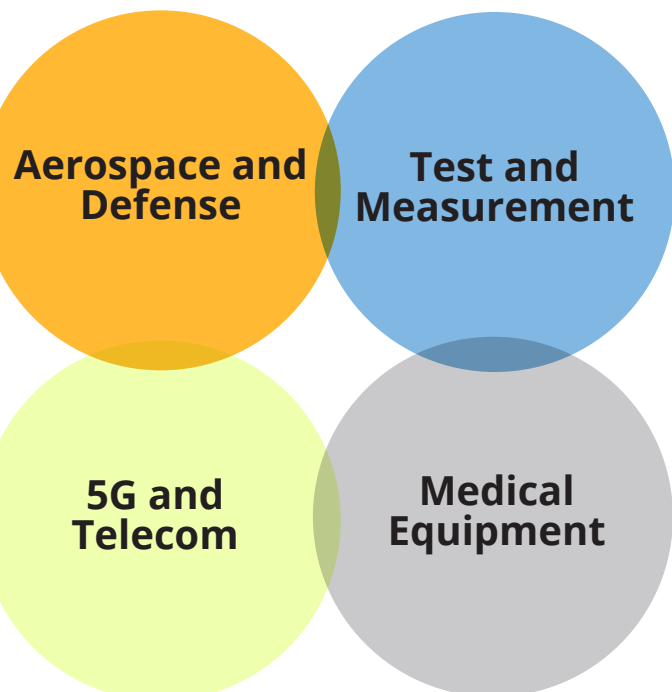 Aerospace and
Defense
Test and
Measurement
5G and
Telecom
Medical
Equipment